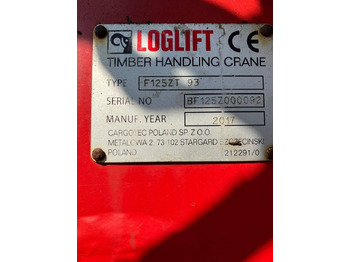 LOGLIFT CE
TIMBER HANDLING CRANE
TYPE F125ZT 93
SERIAL NO BF125Z000092
MANUF. YEAR 2017
CARGOTEC POLAND SP. Z O.O.
METALOWA 2, 73-102 STARGARD SZCZECINSKI
POLAND 212291/0